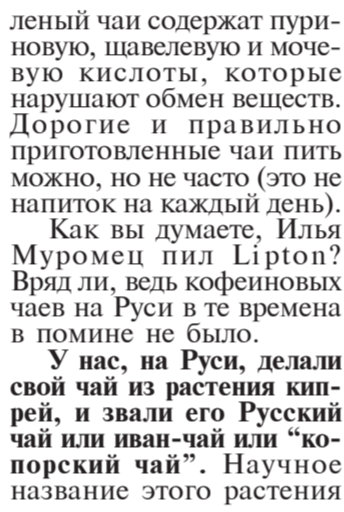 леный чаи содержат пури-
новую, щавелевую и моче-
вую кислоты, которые
нарушают обмен веществ.
Дорогие и правильно
приготовленные чаи пить
можно, но не часто (это не
напиток на каждый день).
Как вы думаете, Илья
Муромец пил Lipton?
Вряд ли, ведь кофеиновых
чаев на Руси в те времена
в помине не было.
У нас, на Руси, делали
свой чай из растения кип-
рей, и звали его Русский
чай или иван-чай или “ко-
порский чай”. Научное
название этого растения